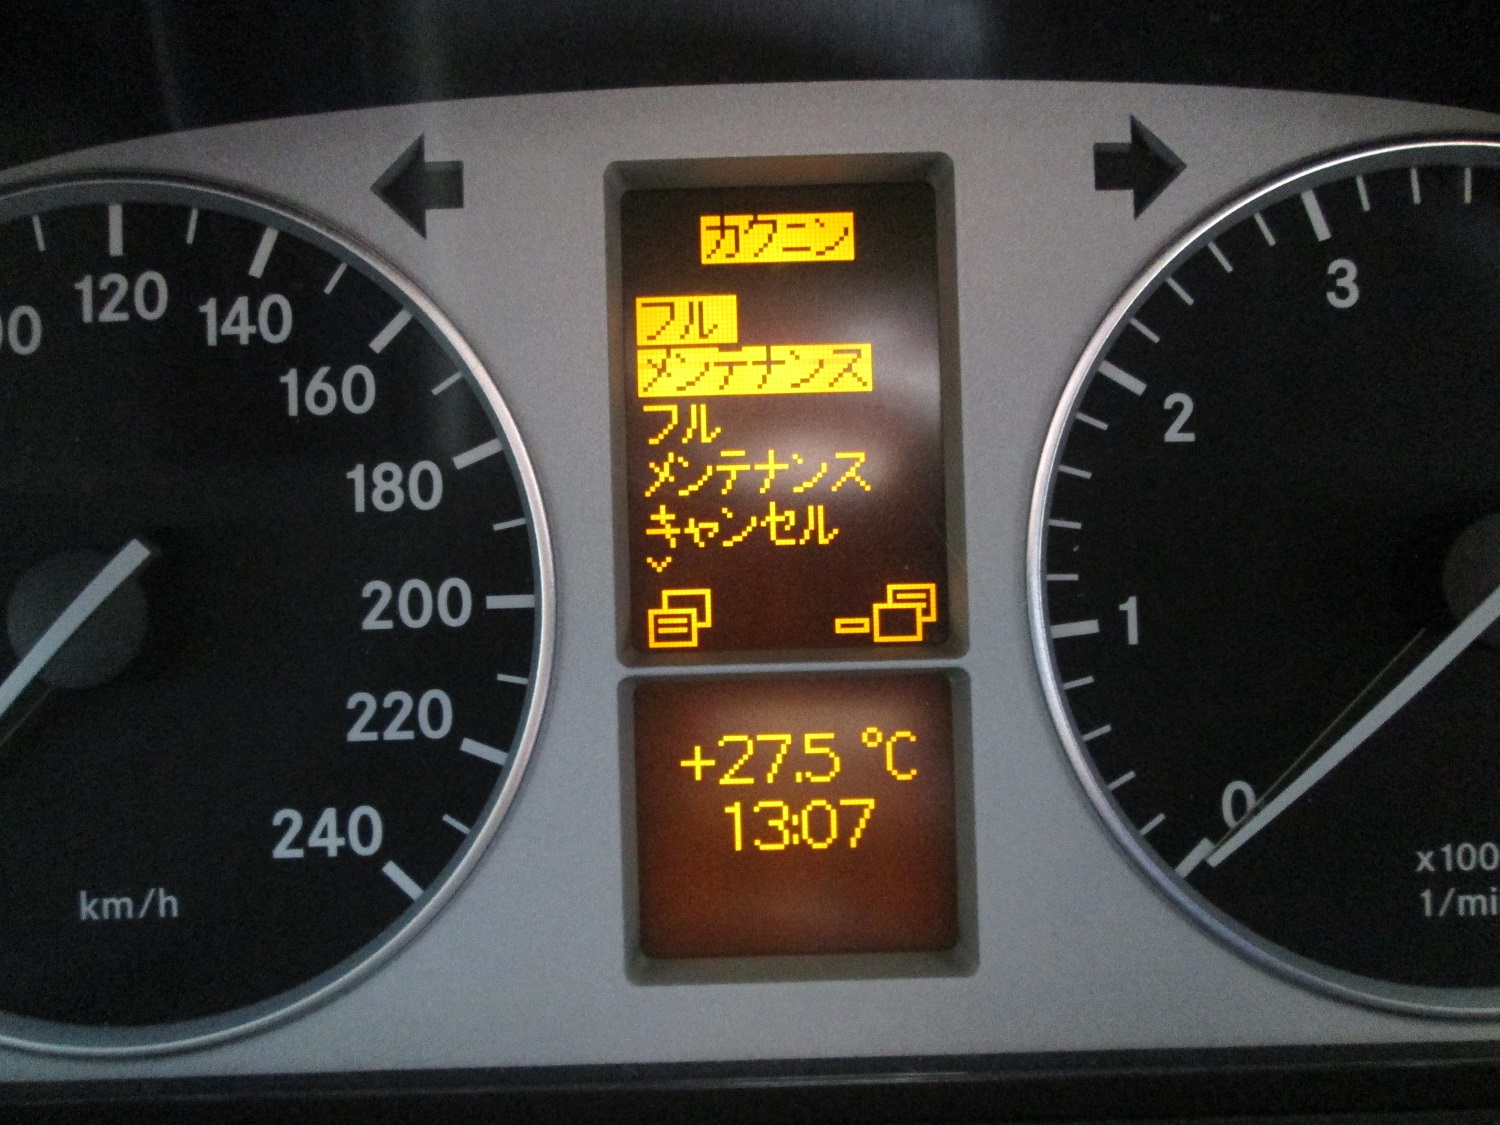 カクニン
フル
メンテナンス
フル
メンテナンス
キャンセル
+27.5 °C
13:07
120
140
160
180
200
220
240
km/h
3
2
1
0
x100
1/mi